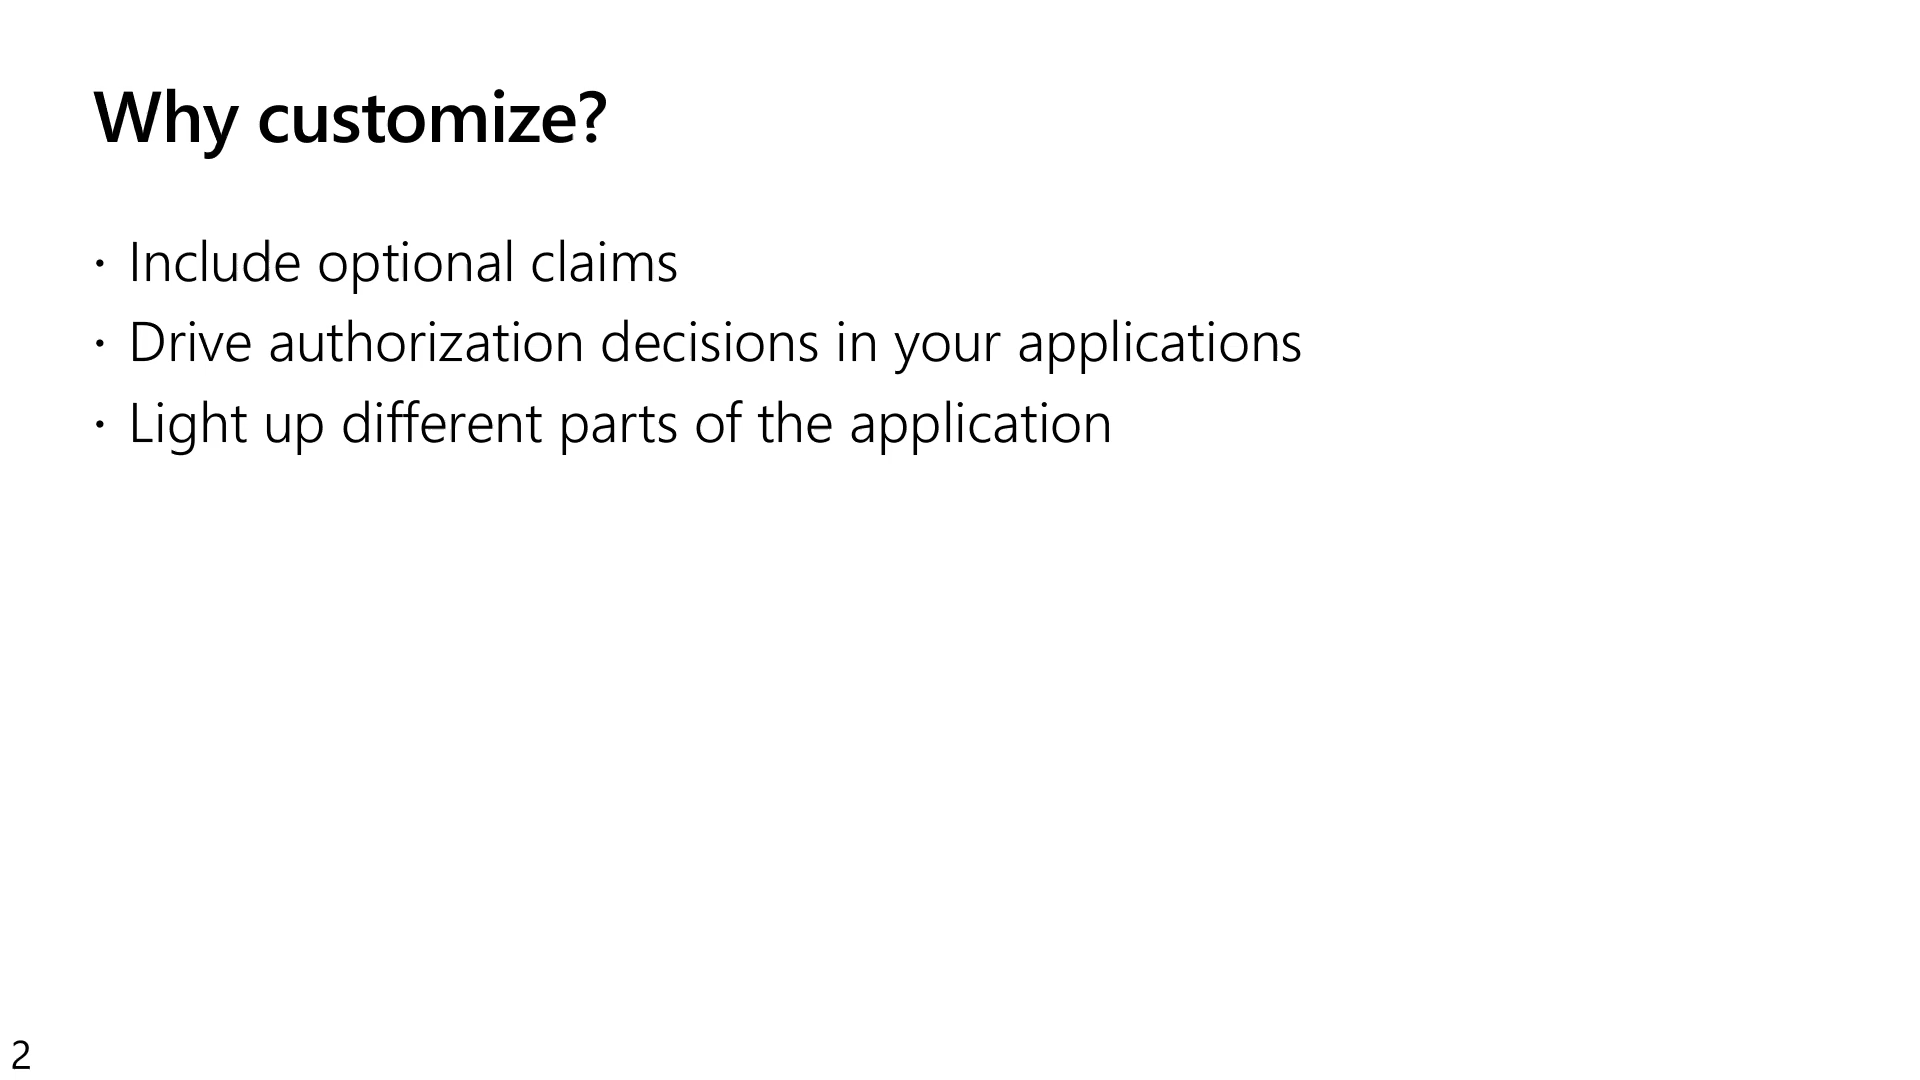 Why customize?
· Include optional claims
· Drive authorization decisions in your applications
· Light up different parts of the application
2